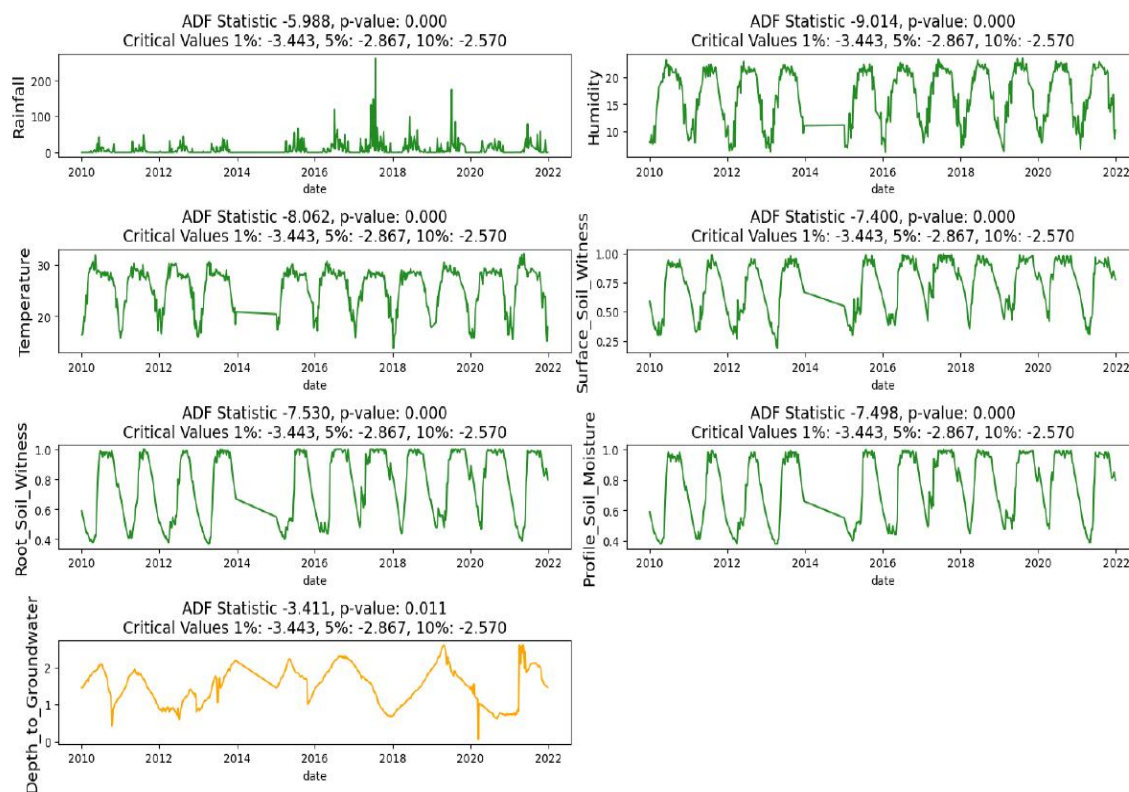 ADF Statistic -5.988, p-value: 0.000
Critical Values 1%: -3.443, 5%: -2.867, 10%: -2.570
Rainfall
200
100
0
2010 2012 2014 2016 2018 2020 2022
date
ADF Statistic -9.014, p-value: 0.000
Critical Values 1%: -3.443, 5%: -2.867, 10%: -2.570
Humidity
20
15
10
2010 2012 2014 2016 2018 2020 2022
date
ADF Statistic -8.062, p-value: 0.000
Critical Values 1%: -3.443, 5%: -2.867, 10%: -2.570
Temperature
30
20
2010 2012 2014 2016 2018 2020 2022
date
ADF Statistic -7.400, p-value: 0.000
Critical Values 1%: -3.443, 5%: -2.867, 10%: -2.570
Surface_Soil_Witness
1.00
0.75
0.50
0.25
2010 2012 2014 2016 2018 2020 2022
date
ADF Statistic -7.530, p-value: 0.000
Critical Values 1%: -3.443, 5%: -2.867, 10%: -2.570
Root_Soil_Witness
1.0
0.8
0.6
0.4
2010 2012 2014 2016 2018 2020 2022
date
ADF Statistic -7.498, p-value: 0.000
Critical Values 1%: -3.443, 5%: -2.867, 10%: -2.570
Profile_Soil_Moisture
1.0
0.8
0.6
0.4
2010 2012 2014 2016 2018 2020 2022
date
ADF Statistic -3.411, p-value: 0.011
Critical Values 1%: -3.443, 5%: -2.867, 10%: -2.570
Depth_to_Groundwater
2
1
0
2010 2012 2014 2016 2018 2020 2022
date